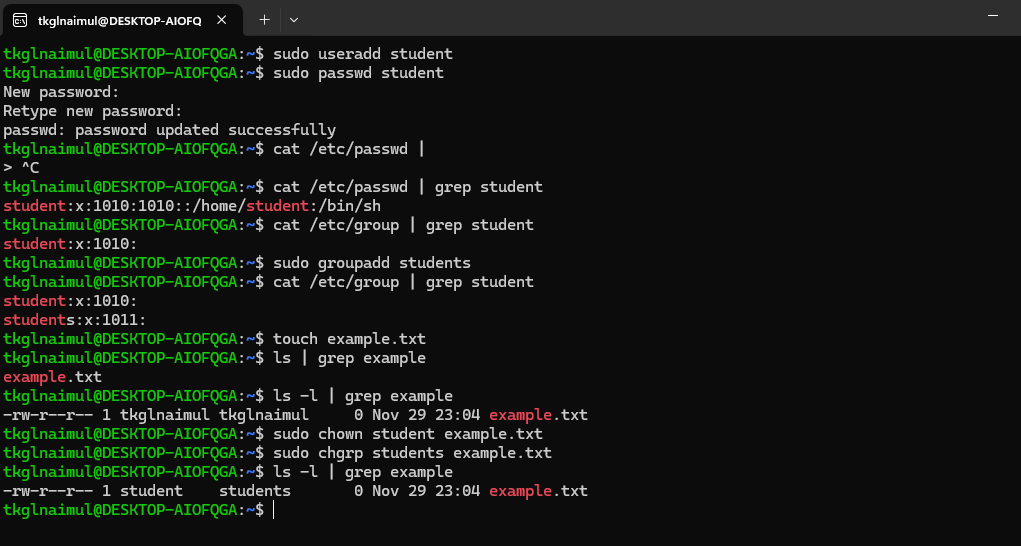 tkglnaimul@DESKTOP-AIOFQ
tkglnaimul@DESKTOP-AIOFQGA:~$ sudo useradd student
tkglnaimul@DESKTOP-AIOFQGA:~$ sudo passwd student
New password:
Retype new password:
passwd: password updated successfully
tkglnaimul@DESKTOP-AIOFQGA:~$ cat /etc/passwd |
> ^C
tkglnaimul@DESKTOP-AIOFQGA:~$ cat /etc/passwd | grep student
student:x:1010:1010::/home/student:/bin/sh
tkglnaimul@DESKTOP-AIOFQGA:~$ cat /etc/group | grep student
student:x:1010:
tkglnaimul@DESKTOP-AIOFQGA:~$ sudo groupadd students
tkglnaimul@DESKTOP-AIOFQGA:~$ cat /etc/group | grep student
student:x:1010:
students:x:1011:
tkglnaimul@DESKTOP-AIOFQGA:~$ touch example.txt
tkglnaimul@DESKTOP-AIOFQGA:~$ ls | grep example
example.txt
tkglnaimul@DESKTOP-AIOFQGA:~$ ls -l | grep example
-rw-r--r-- 1 tkglnaimul tkglnaimul     0 Nov 29 23:04 example.txt
tkglnaimul@DESKTOP-AIOFQGA:~$ sudo chown student example.txt
tkglnaimul@DESKTOP-AIOFQGA:~$ sudo chgrp students example.txt
tkglnaimul@DESKTOP-AIOFQGA:~$ ls -l | grep example
-rw-r--r-- 1 student    students       0 Nov 29 23:04 example.txt
tkglnaimul@DESKTOP-AIOFQGA:~$